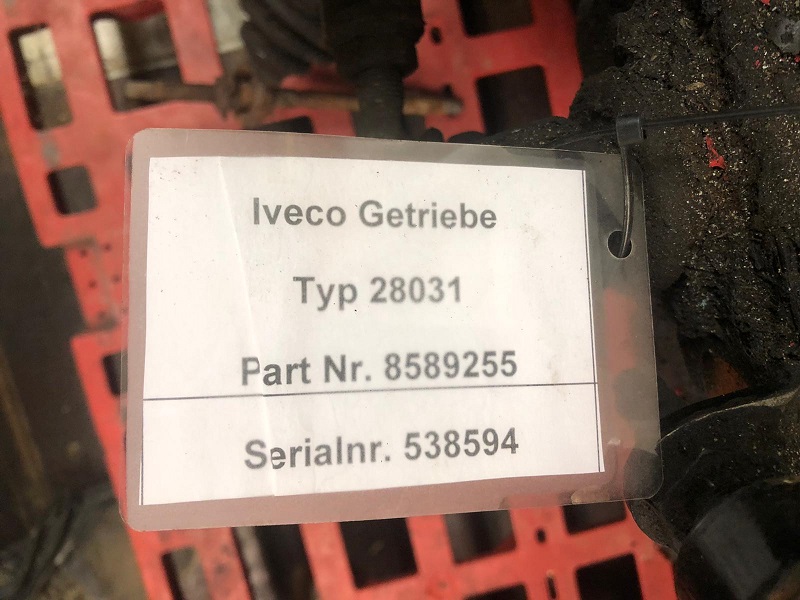 Iveco Getriebe
Typ 28031
Part Nr. 8589255
Serialnr. 538594